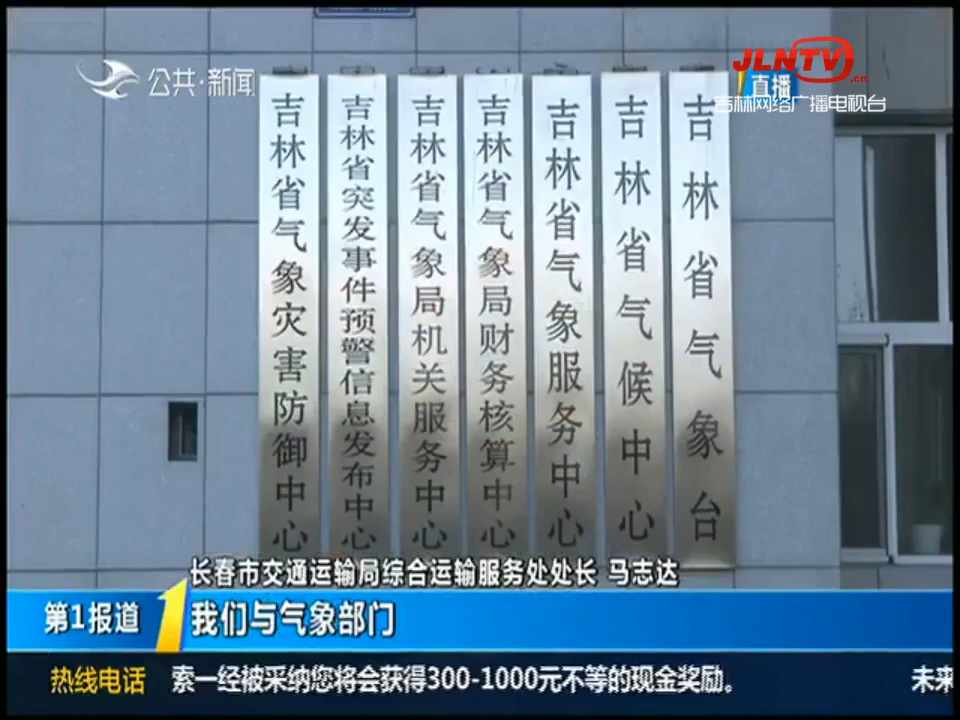 公共·新闻
JLNTV.cn
直播
吉林网络广播电视台
吉林省气象灾害防御中心
吉林省突发事件预警信息发布中心
吉林省气象局机关服务中心
吉林省气象局财务核算中心
吉林省气象服务中心
吉林省气候中心
吉林省气象台
长春市交通运输局综合运输服务处处长 马志达
第1报道
1
我们与气象部门
热线电话
索一经被采纳您将会获得300-1000元不等的现金奖励。
未来